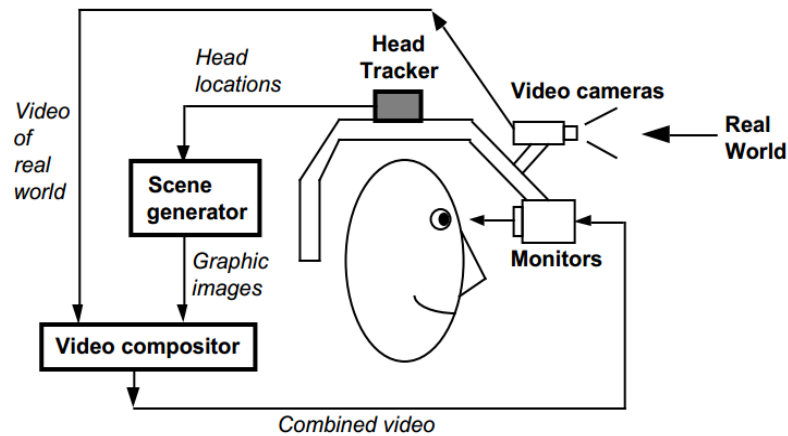 Head
Tracker
Head
locations
Video cameras
Video
of
real
world
Real
World
Scene
generator
Monitors
Graphic
images
Video compositor
Combined video